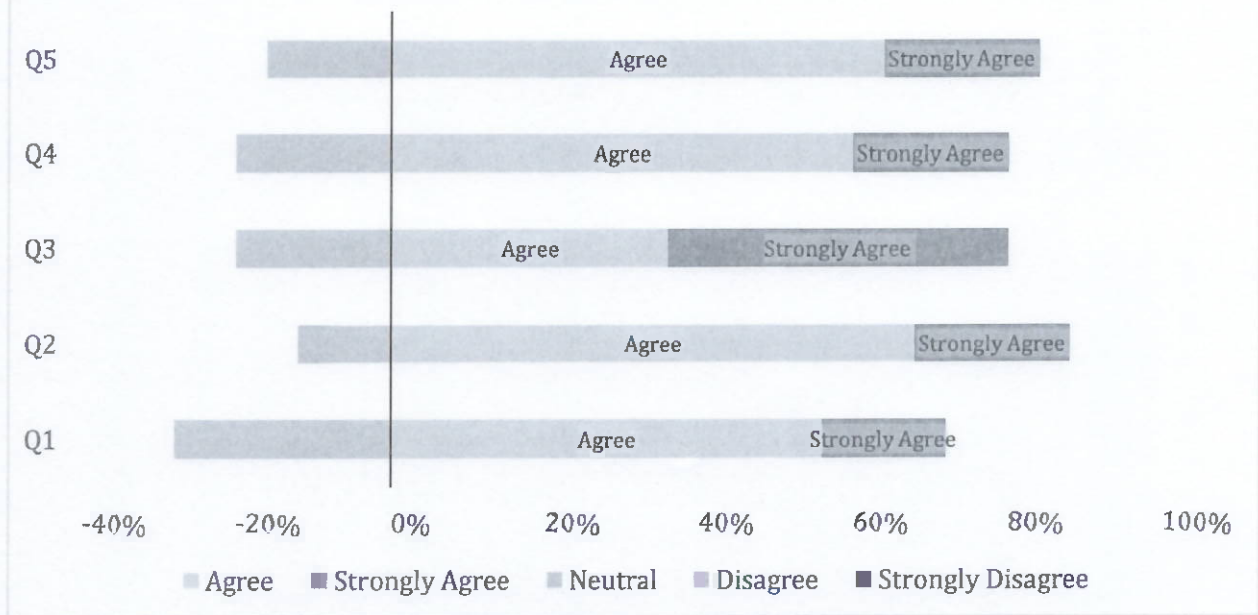 Q5 Agree Strongly Agree
Q4 Agree Strongly Agree
Q3 Agree Strongly Agree
Q2 Agree Strongly Agree
Q1 Agree Strongly Agree
-40% -20% 0% 20% 40% 60% 80% 100%
Agree Strongly Agree Neutral Disagree Strongly Disagree